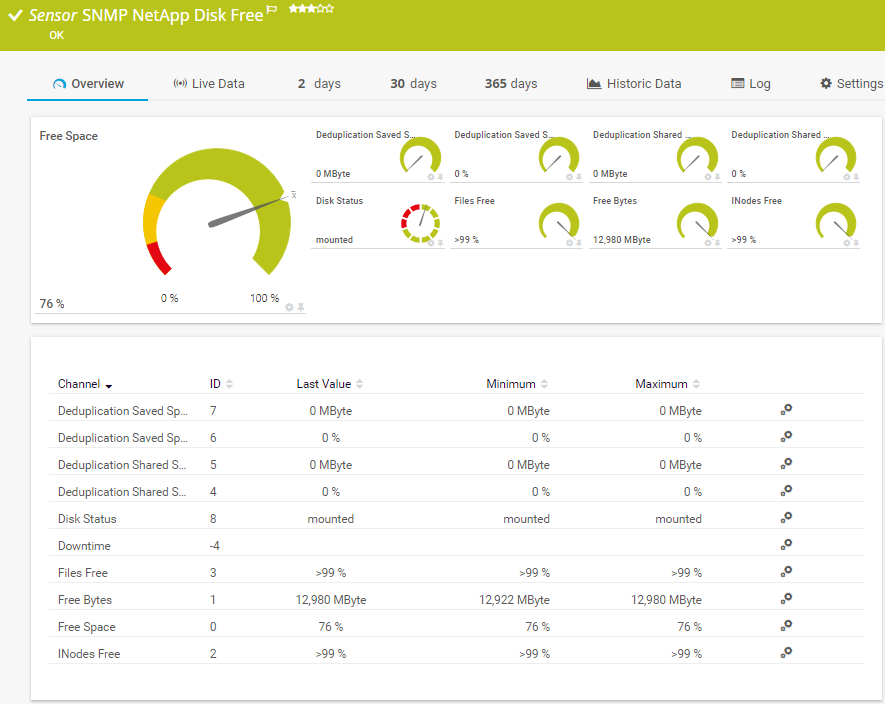 Sensor SNMP NetApp Disk Free
OK
Overview Live Data 2 days 30 days 365 days Historic Data Log Settings
Free Space
0 % 100 %
76 %
Deduplication Saved S...
0 MByte
Deduplication Saved S...
0 %
Deduplication Shared ...
0 MByte
Deduplication Shared ...
0 %
Disk Status
mounted
Files Free
>99 %
Free Bytes
12,980 MByte
INodes Free
>99 %
Channel ID Last Value Minimum Maximum
Deduplication Saved Sp... 7 0 MByte 0 MByte 0 MByte
Deduplication Saved Sp... 6 0 % 0 % 0 %
Deduplication Shared S... 5 0 MByte 0 MByte 0 MByte
Deduplication Shared S... 4 0 % 0 % 0 %
Disk Status 8 mounted mounted mounted
Downtime -4
Files Free 3 >99 % >99 % >99 %
Free Bytes 1 12,980 MByte 12,922 MByte 12,980 MByte
Free Space 0 76 % 76 % 76 %
INodes Free 2 >99 % >99 % >99 %